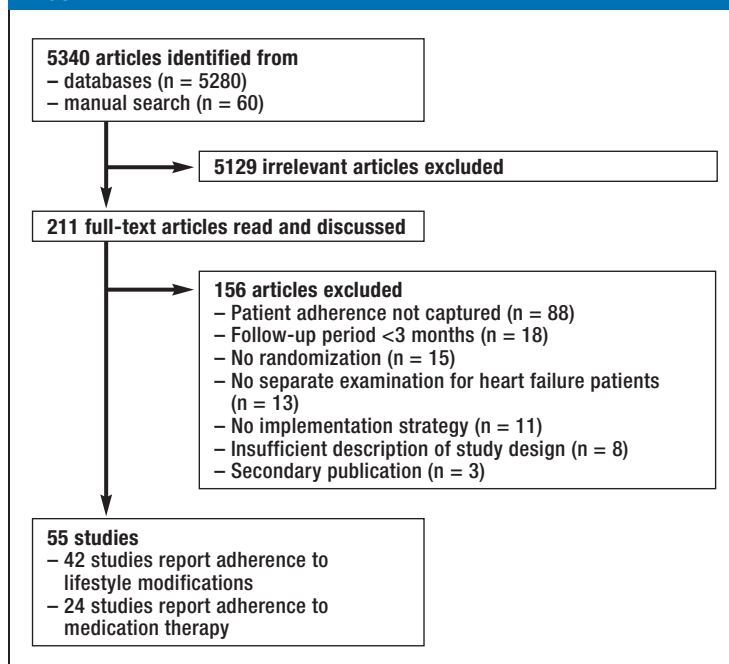 5340 articles identified from
– databases (n = 5280)
– manual search (n = 60)
5129 irrelevant articles excluded
211 full-text articles read and discussed
156 articles excluded
– Patient adherence not captured (n = 88)
– Follow-up period <3 months (n = 18)
– No randomization (n = 15)
– No separate examination for heart failure patients
(n = 13)
– No implementation strategy (n = 11)
– Insufficient description of study design (n = 8)
– Secondary publication (n = 3)
55 studies
– 42 studies report adherence to
lifestyle modifications
– 24 studies report adherence to
medication therapy